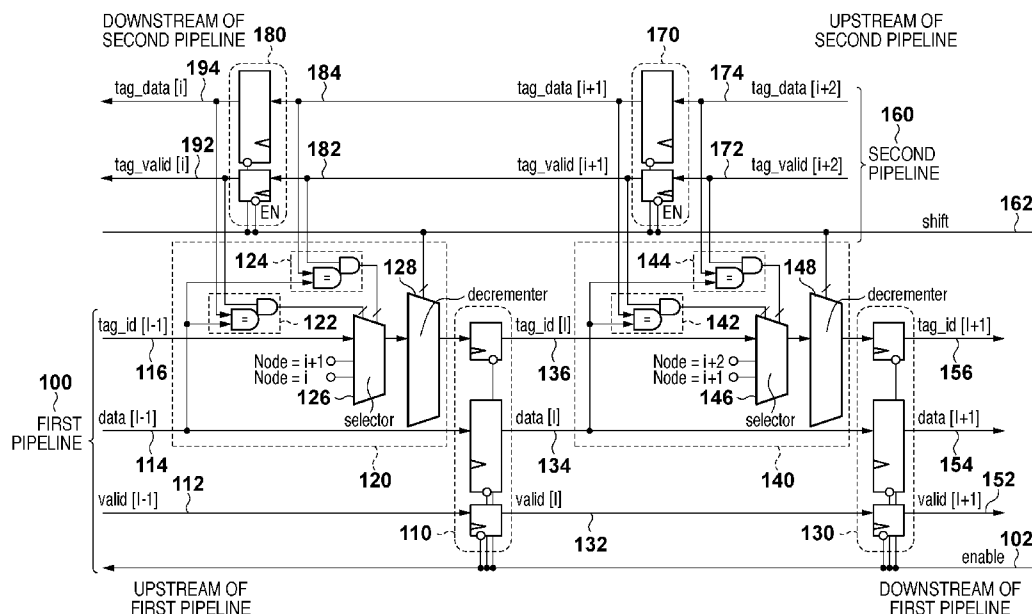 DOWNSTREAM OF
SECOND PIPELINE
180
170
UPSTREAM OF
SECOND PIPELINE
194
184
174
tag_data [i]
tag_data [i+1]
tag_data [i+2]
160
SECOND
PIPELINE
192
182
172
tag_valid [i]
tag_valid [i+1]
tag_valid [i+2]
EN
EN
162
shift
124
128
144
148
=
=
decrementer
decrementer
122
142
=
=
tag_id [I-1]
tag_id [I]
tag_id [I+1]
116
136
156
Node = i+1
Node = i
Node = i+2
Node = i+1
126
146
100
FIRST
PIPELINE
selector
selector
data [I-1]
data [I]
data [I+1]
114
134
154
120
140
112
152
valid [I-1]
valid [I]
valid [I+1]
110
132
130
102
enable
UPSTREAM OF
FIRST PIPELINE
DOWNSTREAM OF
FIRST PIPELINE